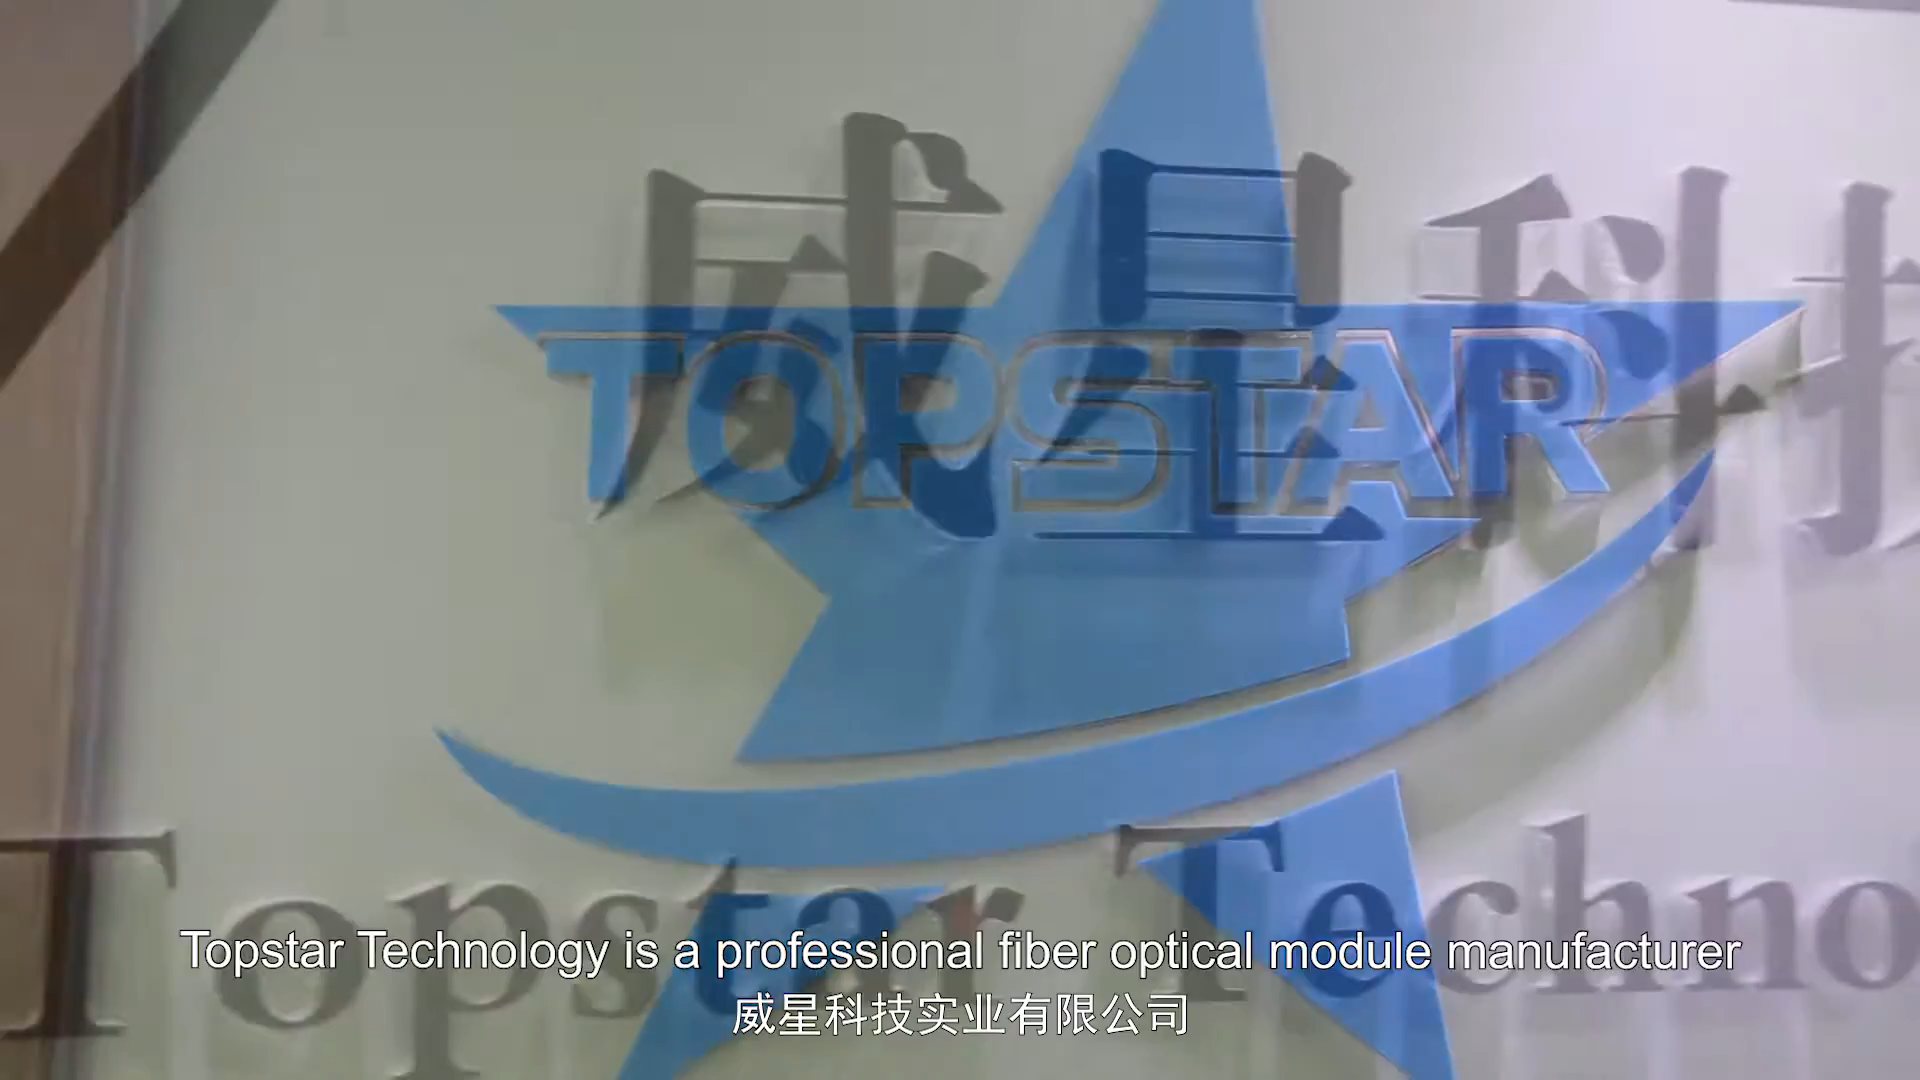 威星科技
TOPSTAR
Topstar Techno
Topstar Technology is a professional fiber optical module manufacturer
威星科技实业有限公司